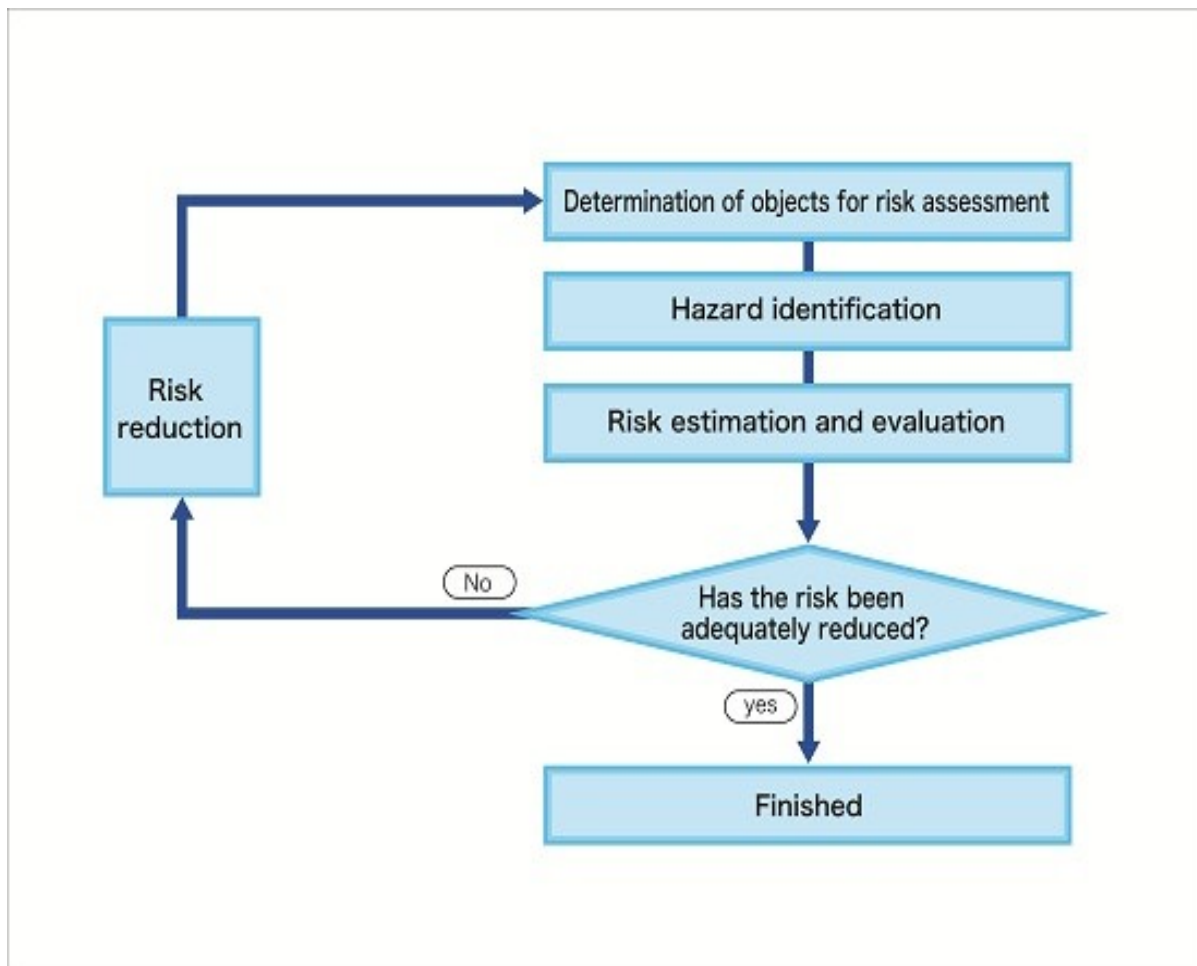 Determination of objects for risk assessment
Hazard identification
Risk estimation and evaluation
Risk
reduction
No
Has the risk been
adequately reduced?
yes
Finished